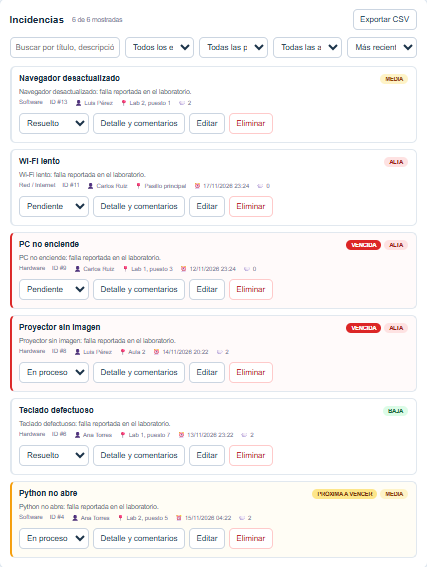 Incidencias 6 de 6 mostradas Exportar CSV
Buscar por título, descripció Todos los e Todas las p Todas las a Más recient
Navegador desactualizado MEDIA
Navegador desactualizado: falla reportada en el laboratorio.
Software ID #13 Luis Pérez Lab 2, puesto 1 2
Resuelto Detalle y comentarios Editar Eliminar
Wi-Fi lento ALTA
Wi-Fi lento: falla reportada en el laboratorio.
Red / Internet ID #11 Carlos Ruiz Pasillo principal 17/11/2026 23:24 0
Pendiente Detalle y comentarios Editar Eliminar
PC no enciende VENCIDA ALTA
PC no enciende: falla reportada en el laboratorio.
Hardware ID #9 Carlos Ruiz Lab 1, puesto 3 12/11/2026 23:24 0
Pendiente Detalle y comentarios Editar Eliminar
Proyector sin imagen VENCIDA ALTA
Proyector sin imagen: falla reportada en el laboratorio.
Hardware ID #8 Luis Pérez Aula 2 14/11/2026 20:22 2
En proceso Detalle y comentarios Editar Eliminar
Teclado defectuoso BAJA
Teclado defectuoso: falla reportada en el laboratorio.
Hardware ID #6 Ana Torres Lab 1, puesto 7 13/11/2026 23:22 2
Resuelto Detalle y comentarios Editar Eliminar
Python no abre PRÓXIMA A VENCER MEDIA
Python no abre: falla reportada en el laboratorio.
Software ID #4 Ana Torres Lab 2, puesto 5 15/11/2026 04:22 2
En proceso Detalle y comentarios Editar Eliminar